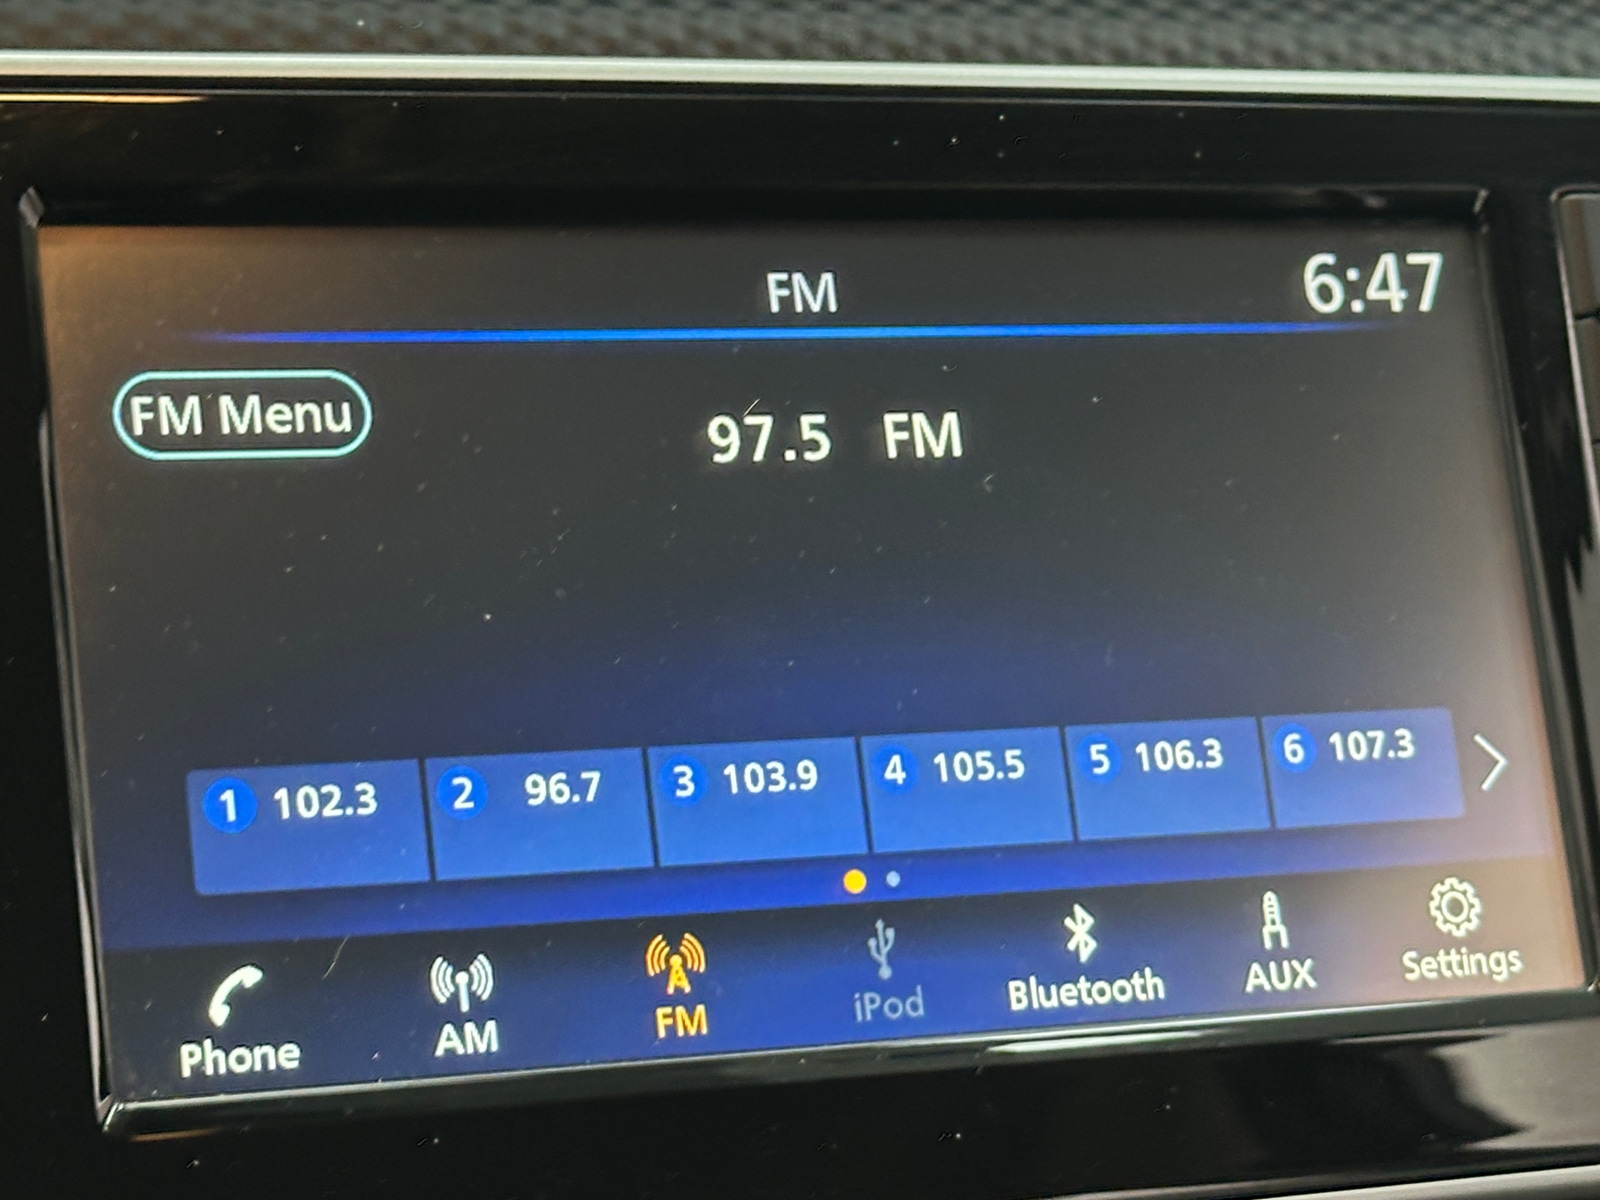 FM 6:47
FM Menu
97.5 FM
1 102.3 2 96.7 3 103.9 4 105.5 5 106.3 6 107.3
Phone AM FM iPod Bluetooth AUX Settings